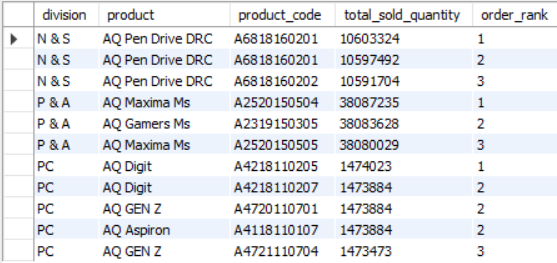 division product product_code total_sold_quantity order_rank
N & S AQ Pen Drive DRC A6818160201 10603324 1
N & S AQ Pen Drive DRC A6818160201 10597492 2
N & S AQ Pen Drive DRC A6818160202 10591704 3
P & A AQ Maxima Ms A2520150504 38087235 1
P & A AQ Gamers Ms A2319150305 38083628 2
P & A AQ Maxima Ms A2520150505 38080029 3
PC AQ Digit A4218110205 1474023 1
PC AQ Digit A4218110207 1473884 2
PC AQ GEN Z A4720110701 1473884 2
PC AQ Aspiron A4118110107 1473884 2
PC AQ GEN Z A4721110704 1473473 3